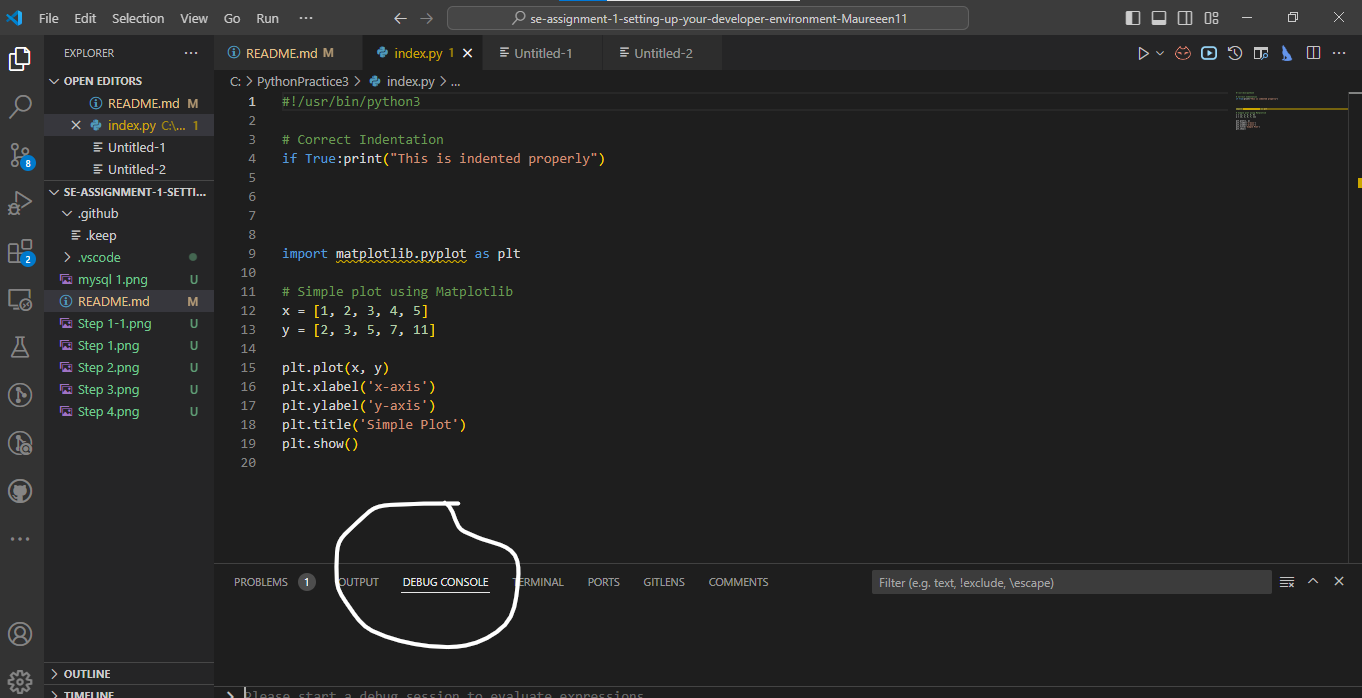 File Edit Selection View Go Run ···
se-assignment-1-setting-up-your-developer-environment-Maureeen11
EXPLORER ···
OPEN EDITORS
README.md M
index.py C:\... 1
Untitled-1
Untitled-2
SE-ASSIGNMENT-1-SETTI...
.github
.keep
.vscode
mysql 1.png U
README.md M
Step 1-1.png U
Step 1.png U
Step 2.png U
Step 3.png U
Step 4.png U
OUTLINE
TIMELINE
8
2
README.md M index.py 1 Untitled-1 Untitled-2
C: > PythonPractice3 > index.py > ...
1 #!/usr/bin/python3
2
3 # Correct Indentation
4 if True:print("This is indented properly")
5
6
7
8
9 import matplotlib.pyplot as plt
10
11 # Simple plot using Matplotlib
12 x = [1, 2, 3, 4, 5]
13 y = [2, 3, 5, 7, 11]
14
15 plt.plot(x, y)
16 plt.xlabel('x-axis')
17 plt.ylabel('y-axis')
18 plt.title('Simple Plot')
19 plt.show()
20
PROBLEMS 1 OUTPUT DEBUG CONSOLE TERMINAL PORTS GITLENS COMMENTS Filter (e.g. text, !exclude, \escape)
Please start a debug session to evaluate expressions